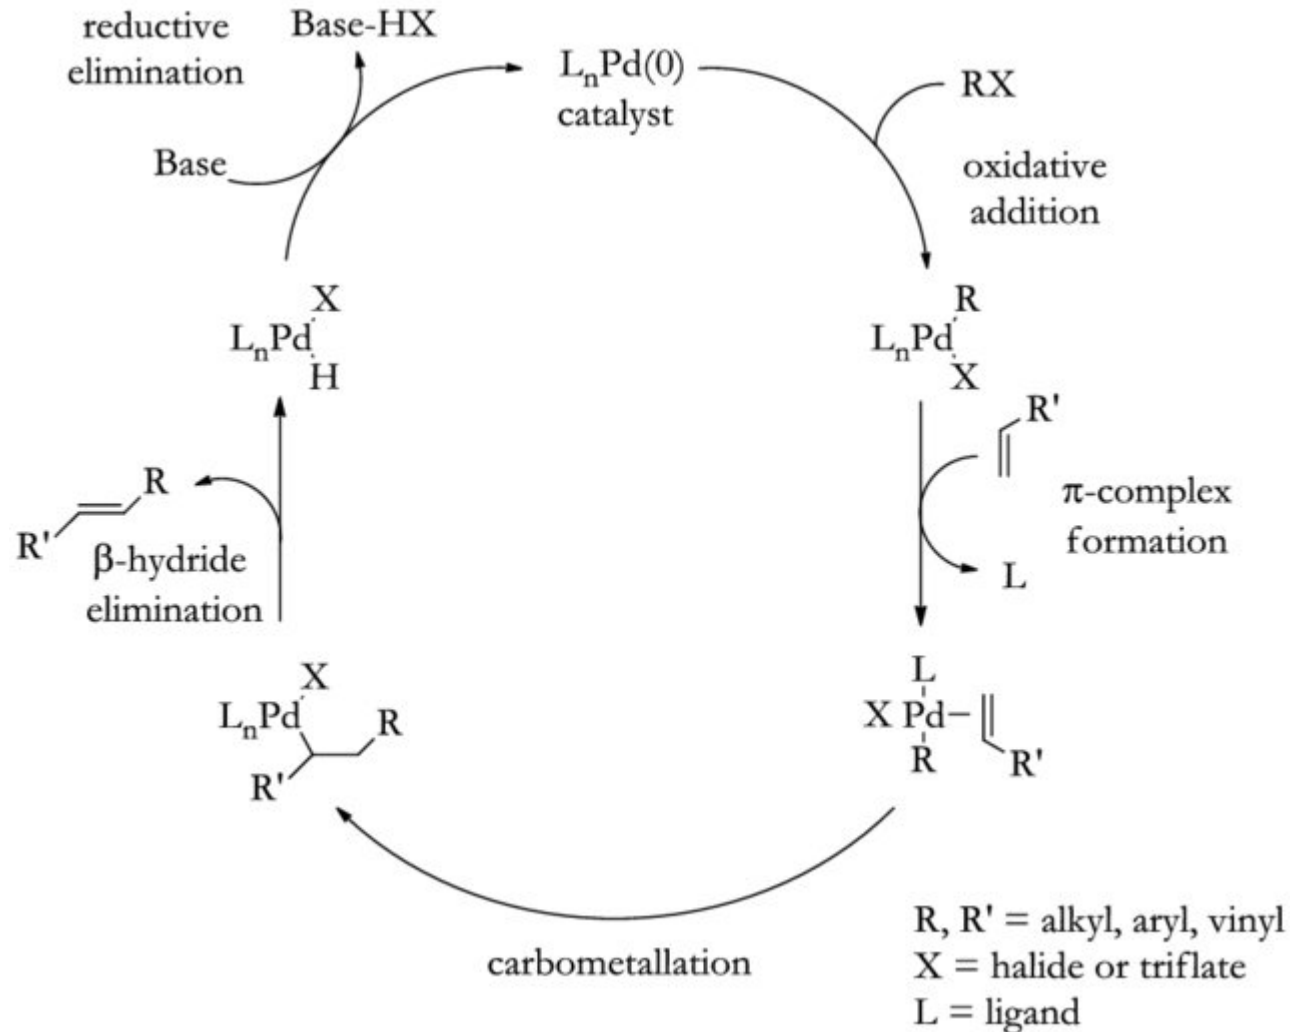 reductive
elimination
Base-HX
LₙPd(0)
catalyst
RX
Base
oxidative
addition
X
LₙPd
H
R
LₙPd
X
R'
π-complex
formation
L
R
R'
β-hydride
elimination
X
LₙPd
R
R'
L
X Pd
R
R'
carbometallation
R, R' = alkyl, aryl, vinyl
X = halide or triflate
L = ligand